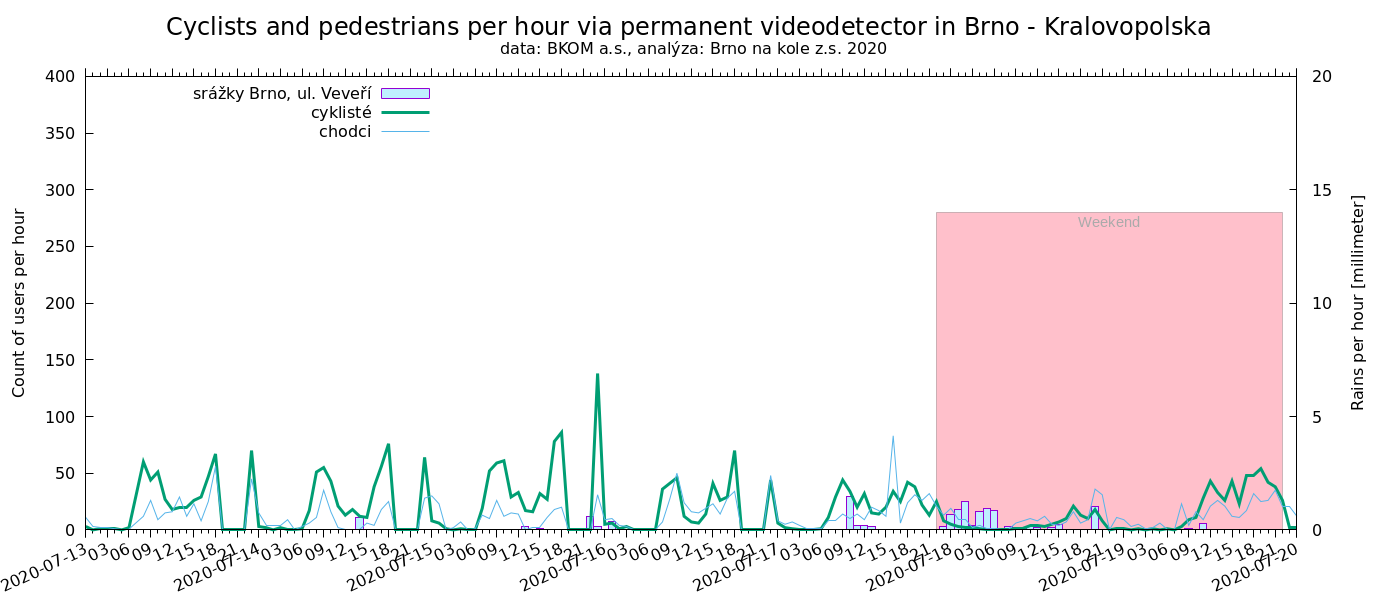 Cyclists and pedestrians per hour via permanent videodetector in Brno - Kralovopolska
data: BKOM a.s., analýza: Brno na kole z.s. 2020
srážky Brno, ul. Veveří
cyklisté
chodci
Weekend
Count of users per hour
400
350
300
250
200
150
100
50
0
Rains per hour [millimeter]
20
15
10
5
0
2020-07-13 03 06 09 12 15 18 21 2020-07-14 03 06 09 12 15 18 21 2020-07-15 03 06 09 12 15 18 21 2020-07-16 03 06 09 12 15 18 21 2020-07-17 03 06 09 12 15 18 21 2020-07-18 03 06 09 12 15 18 21 2020-07-19 03 06 09 12 15 18 21 2020-07-20